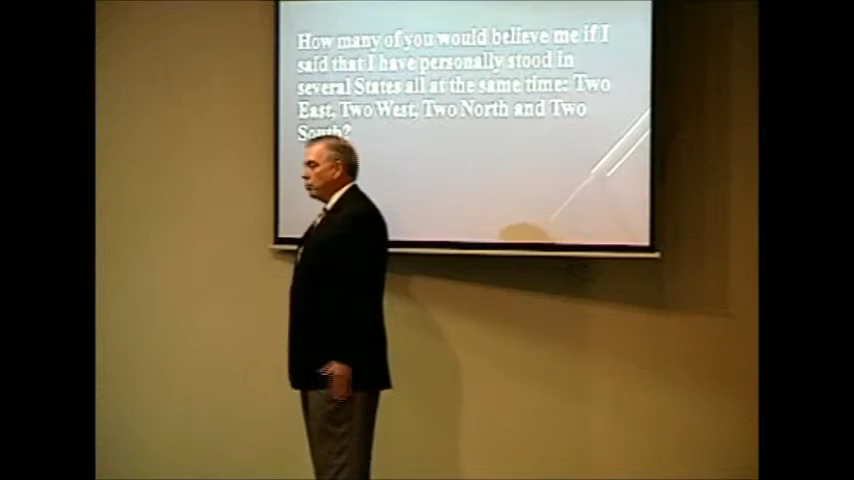 How many of you would believe me if I
said that I have personally stood in
several States all at the same time: Two
East, Two West, Two North and Two
South?